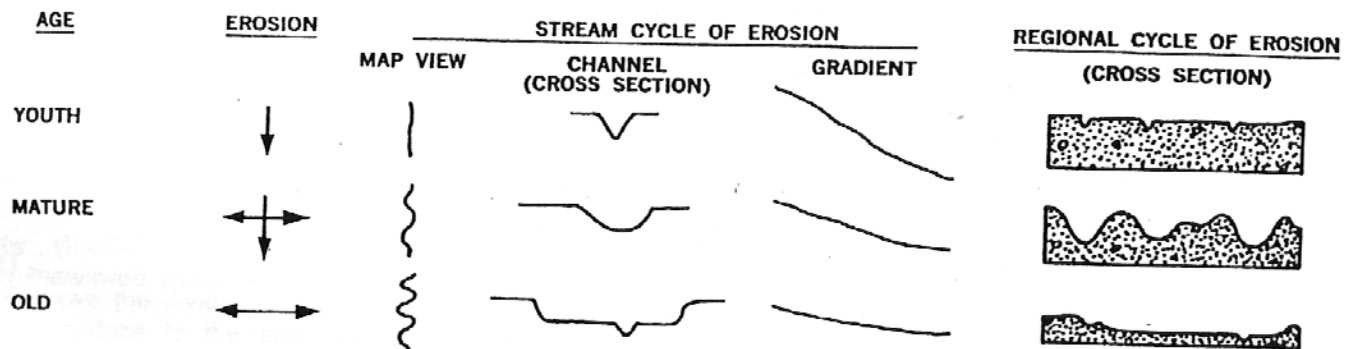 AGE
EROSION
STREAM CYCLE OF EROSION
REGIONAL CYCLE OF EROSION
MAP VIEW
CHANNEL
(CROSS SECTION)
GRADIENT
(CROSS SECTION)
YOUTH
MATURE
OLD